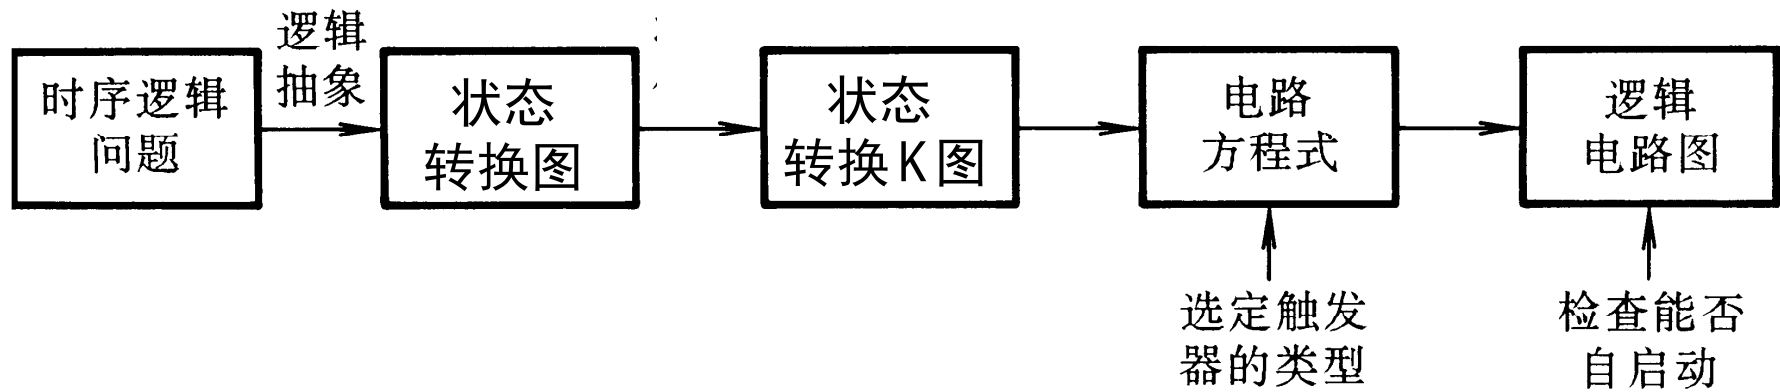 时序逻辑
问题
逻辑
抽象
状态
转换图
状态
转换K图
电路
方程式
选定触发
器的类型
逻辑
电路图
检查能否
自启动